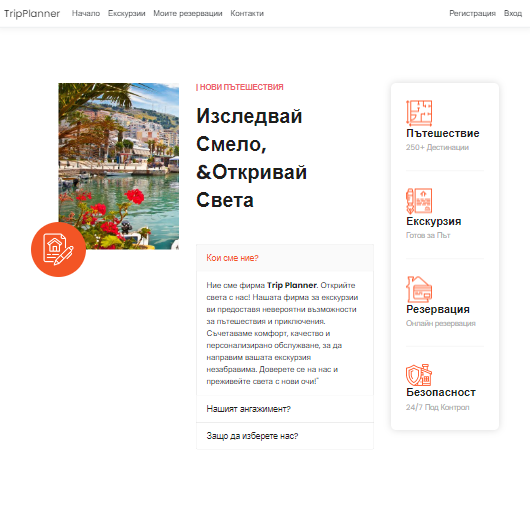 TripPlanner Начало Екскурзии Моите резервации Контакти Регистрация Вход
| НОВИ ПЪТЕШЕСТВИЯ
Изследвай
Смело,
&Откривай
Света
Кои сме ние?
Ние сме фирма Trip Planner. Открийте
света с нас! Нашата фирма за екскурзии
ви предоставя невероятни възможности
за пътешествия и приключения.
Съчетаваме комфорт, качество и
персонализирано обслужване, за да
направим вашата екскурзия
незабравима. Доверете се на нас и
преживейте света с нови очи!"
Нашият ангажимент?
Защо да изберете нас?
Пътешествие
250+ Дестинации
Екскурзия
Готов за Път
Резервация
Онлайн резервация
Безопасност
24/7 Под Контрол